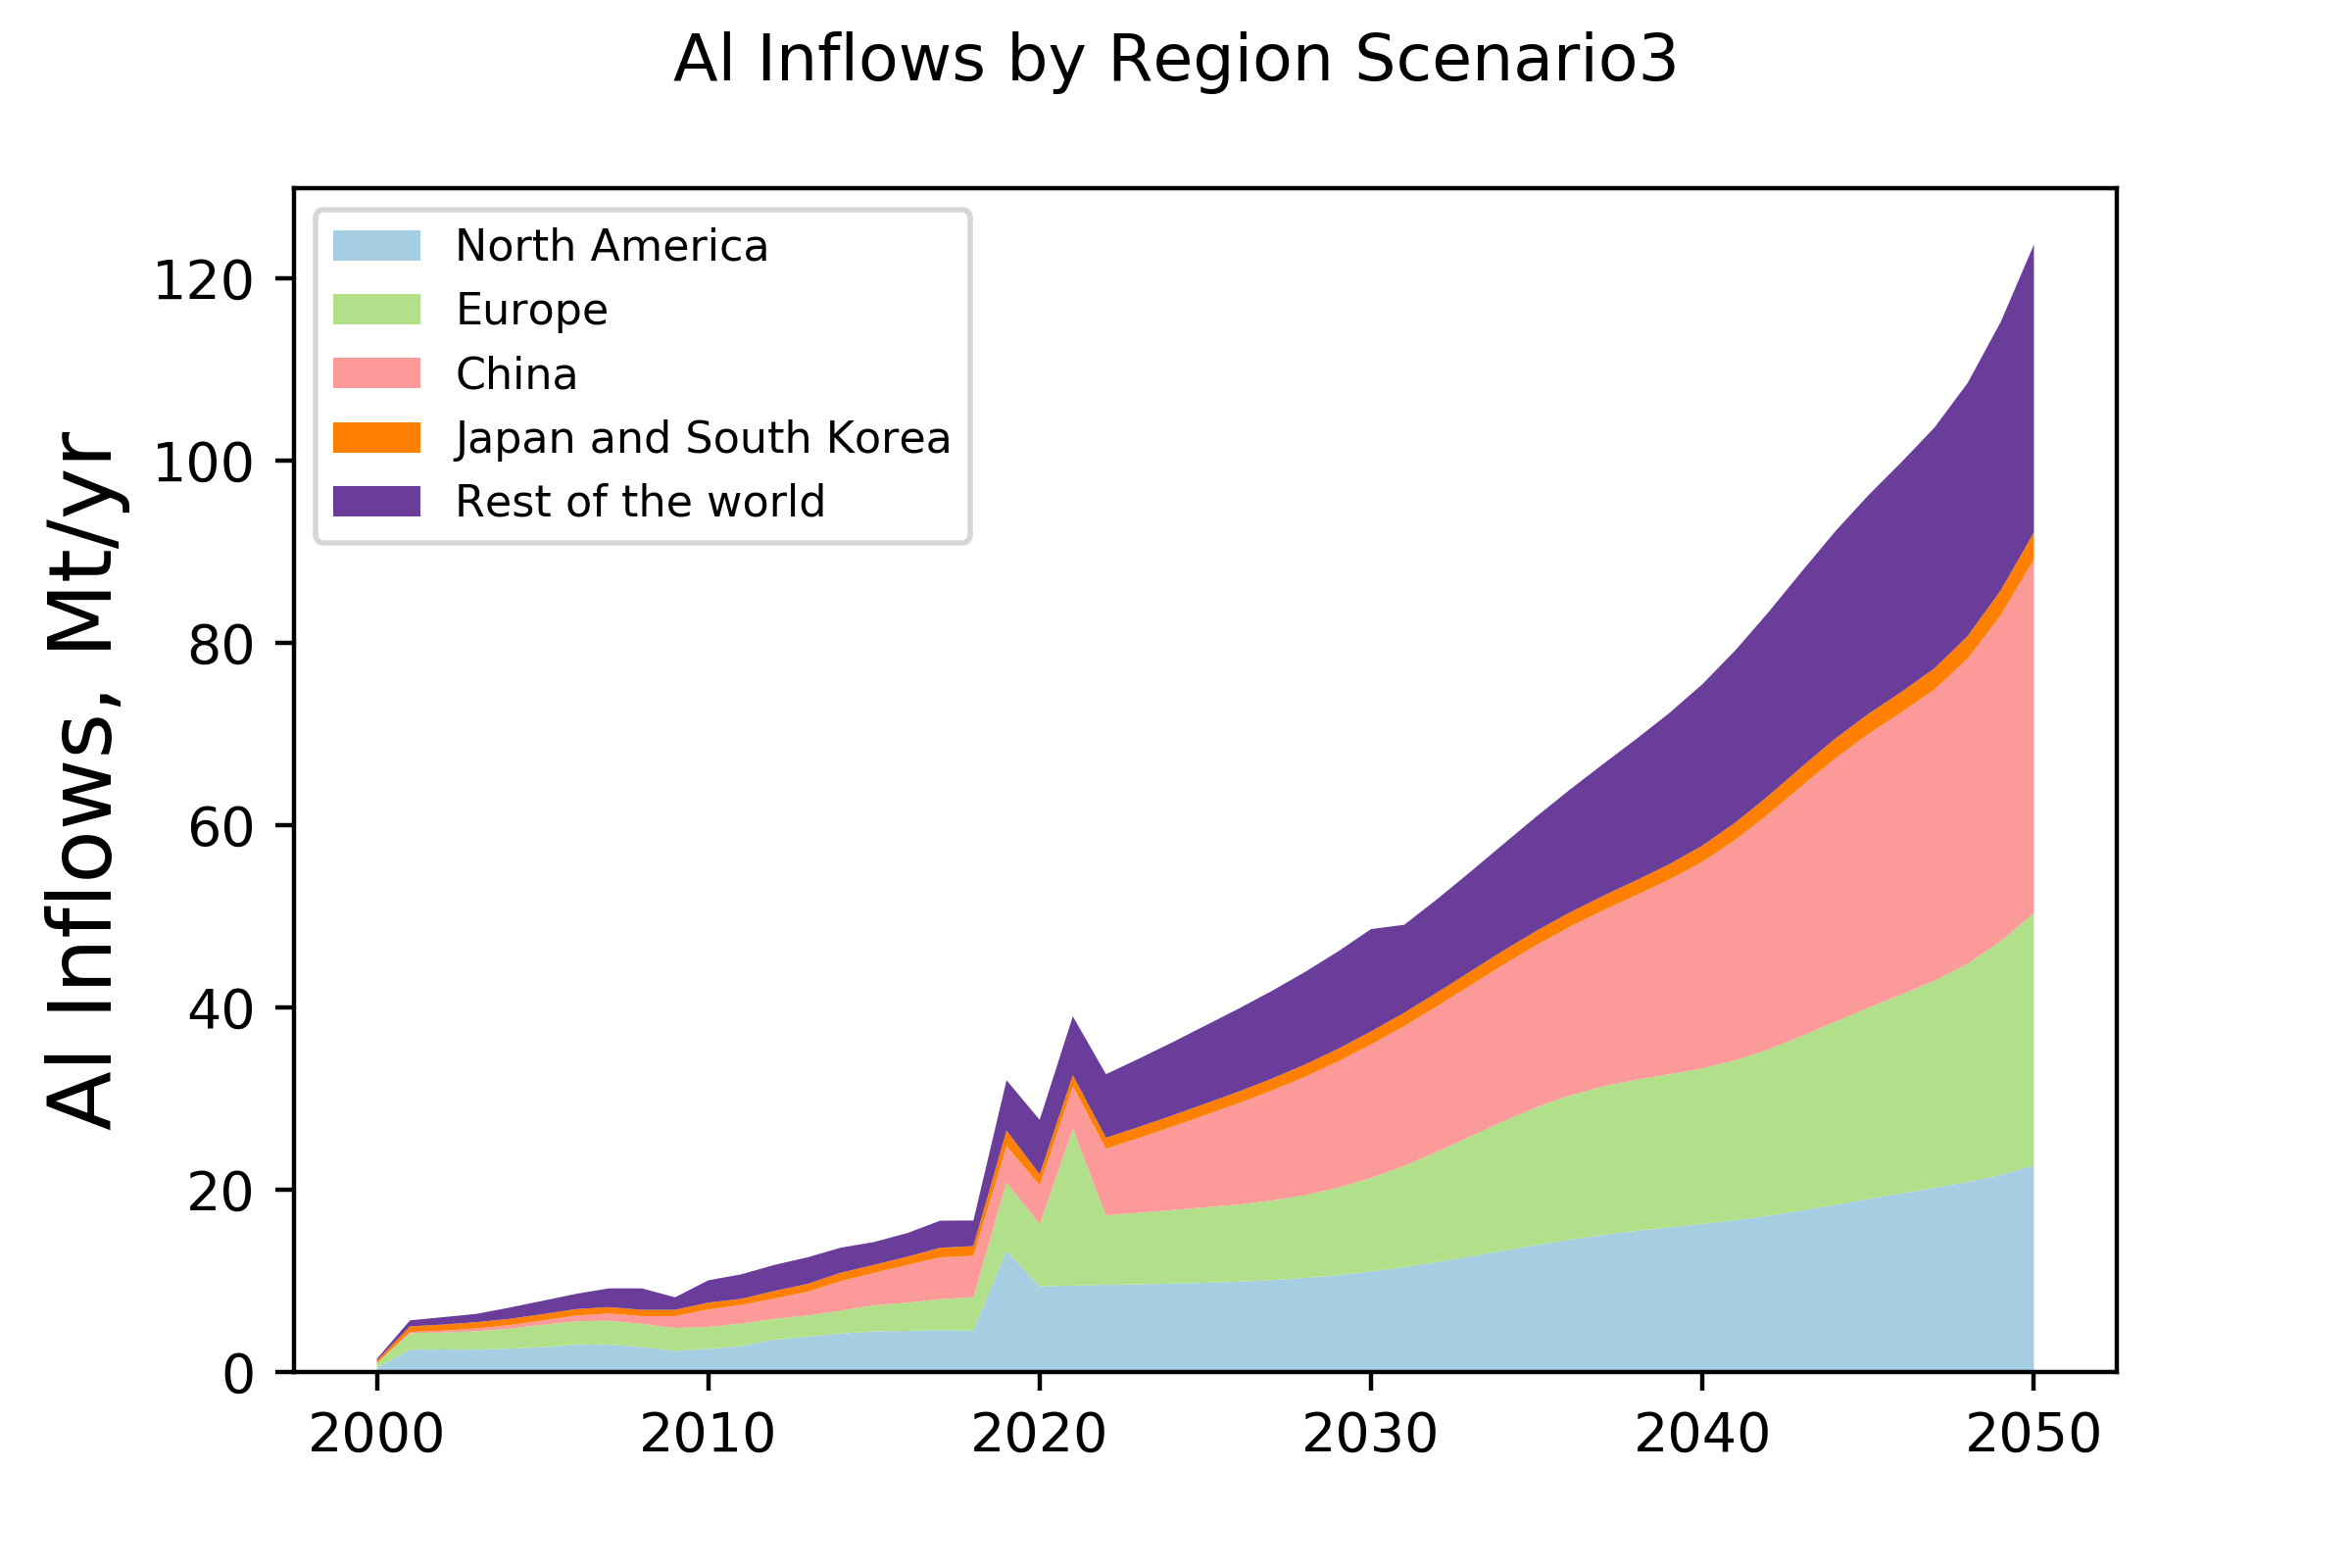 Al Inflows by Region Scenario3
Al Inflows, Mt/yr
120
100
80
60
40
20
0
North America
Europe
China
Japan and South Korea
Rest of the world
2000 2010 2020 2030 2040 2050